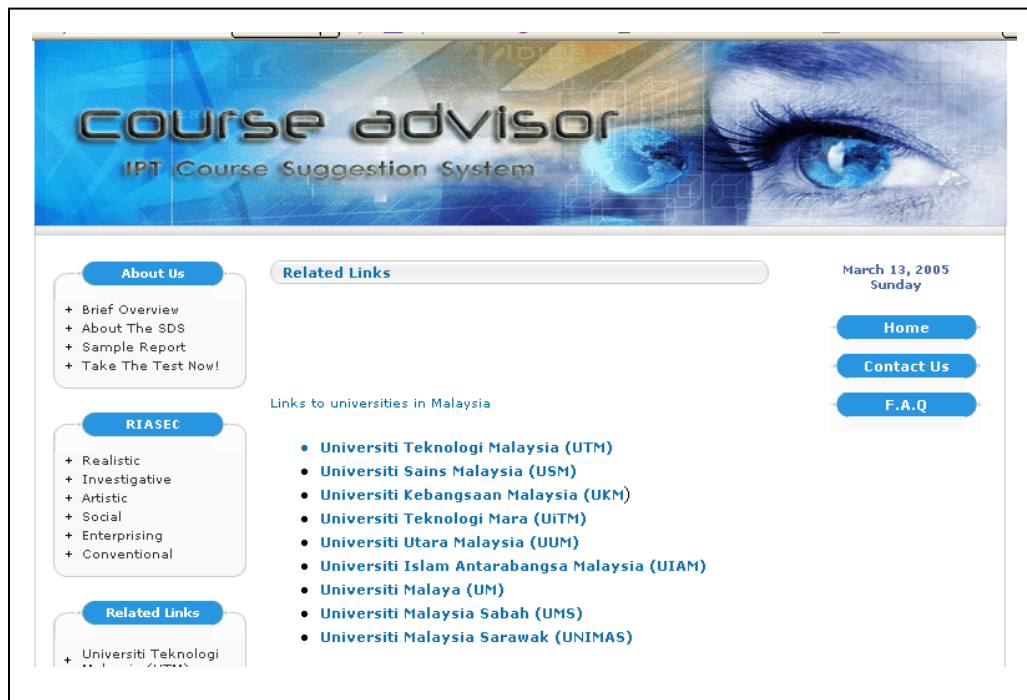 course advisor
IPT Course Suggestion System
About Us
+ Brief Overview
+ About The SDS
+ Sample Report
+ Take The Test Now!
RIASEC
+ Realistic
+ Investigative
+ Artistic
+ Social
+ Enterprising
+ Conventional
Related Links
+ Universiti Teknologi
Related Links
Links to universities in Malaysia
• Universiti Teknologi Malaysia (UTM)
• Universiti Sains Malaysia (USM)
• Universiti Kebangsaan Malaysia (UKM)
• Universiti Teknologi Mara (UiTM)
• Universiti Utara Malaysia (UUM)
• Universiti Islam Antarabangsa Malaysia (UIAM)
• Universiti Malaya (UM)
• Universiti Malaysia Sabah (UMS)
• Universiti Malaysia Sarawak (UNIMAS)
March 13, 2005
Sunday
Home
Contact Us
F.A.Q